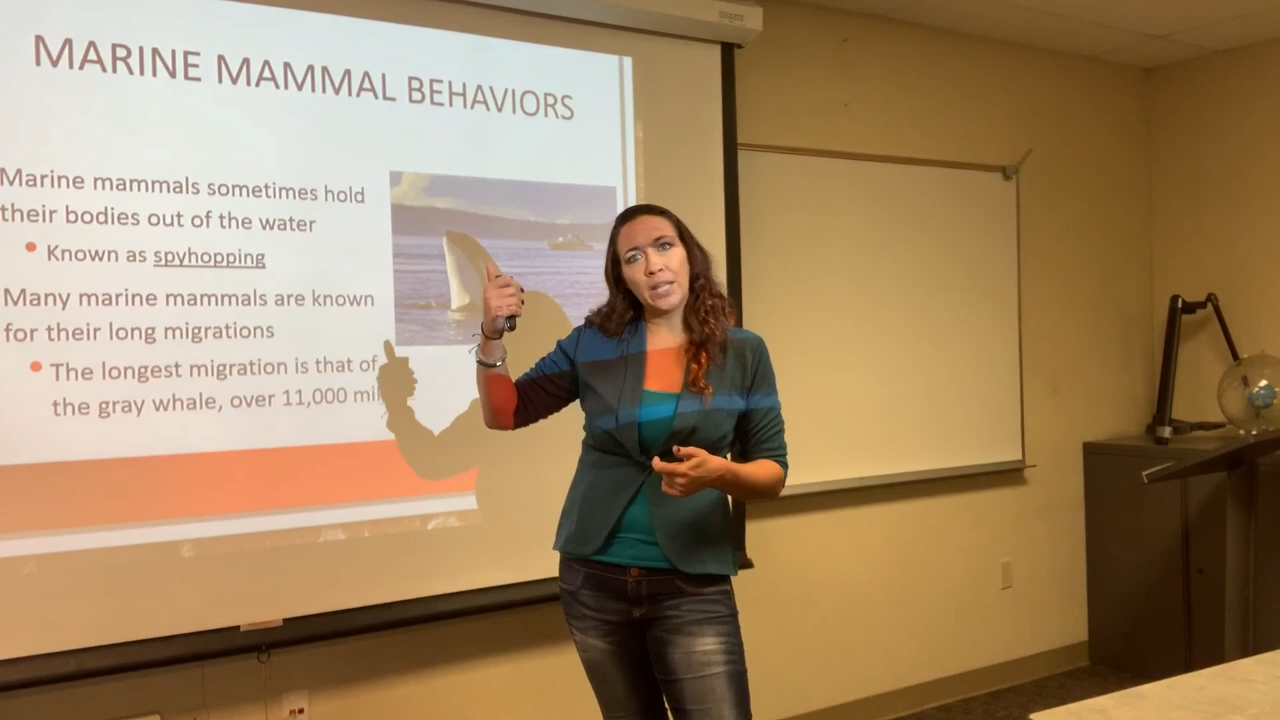 MARINE MAMMAL BEHAVIORS
Marine mammals sometimes hold
their bodies out of the water
Known as spyhopping
Many marine mammals are known
for their long migrations
The longest migration is that of
the gray whale, over 11,000